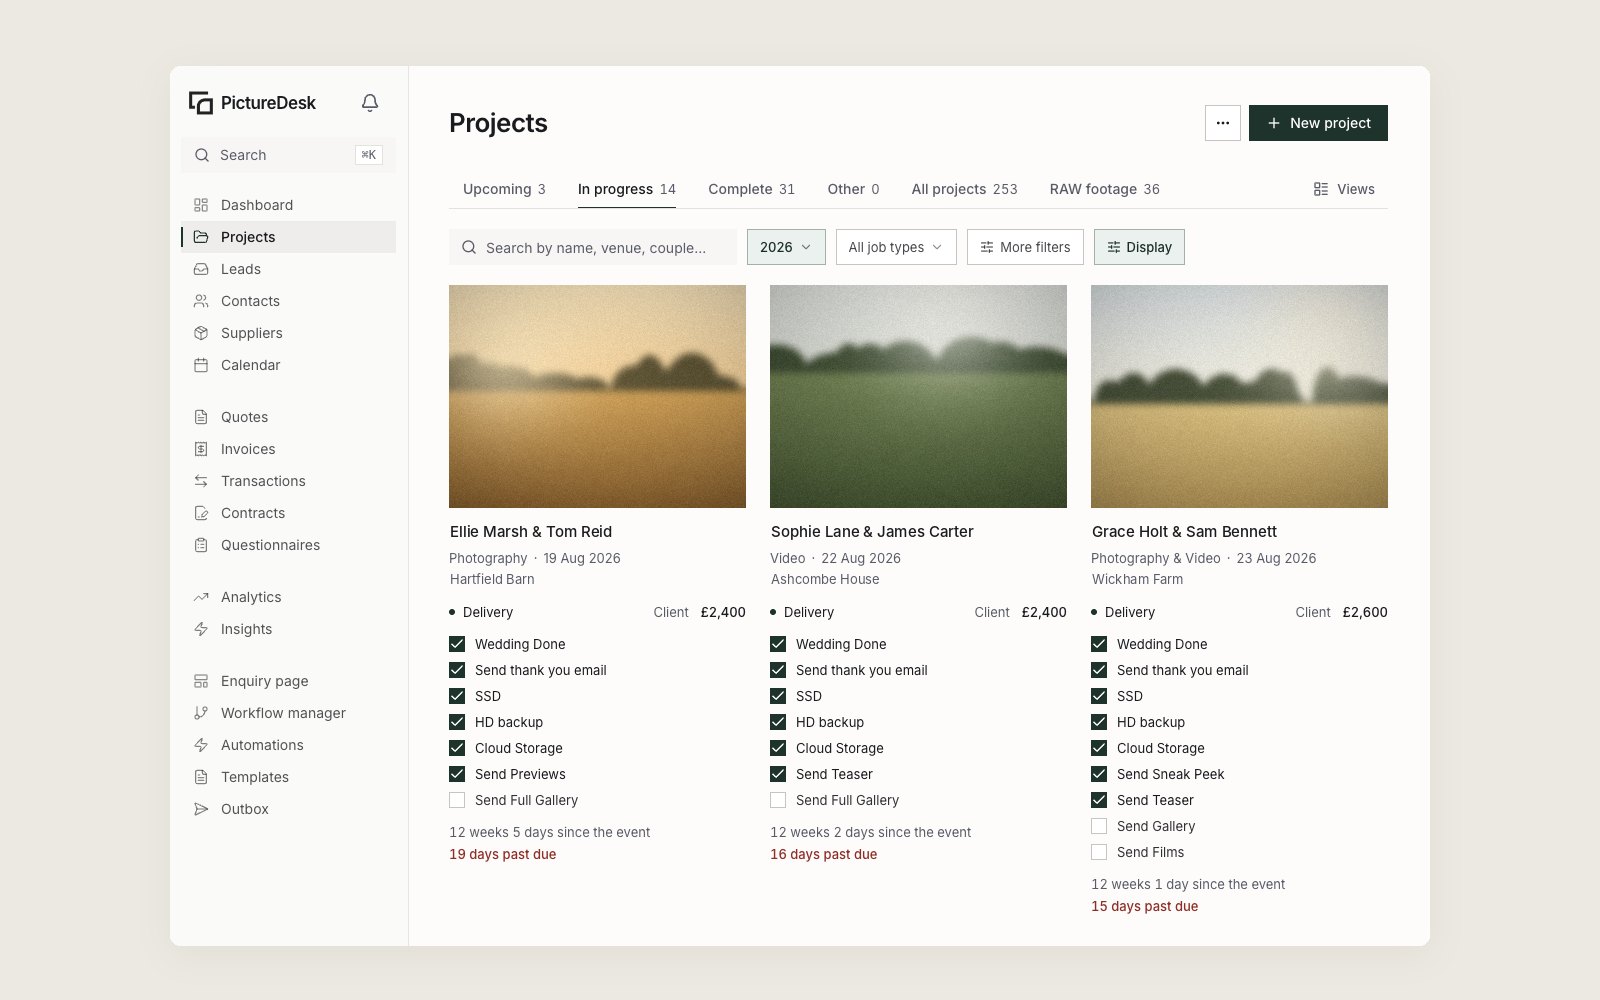 PictureDesk
Search ⌘K
Dashboard
Projects
Leads
Contacts
Suppliers
Calendar
Quotes
Invoices
Transactions
Contracts
Questionnaires
Analytics
Insights
Enquiry page
Workflow manager
Automations
Templates
Outbox
Projects
New project
Upcoming 3 In progress 14 Complete 31 Other 0 All projects 253 RAW footage 36 Views
Search by name, venue, couple... 2026 All job types More filters Display
Ellie Marsh & Tom Reid
Photography · 19 Aug 2026
Hartfield Barn
Delivery Client £2,400
Wedding Done
Send thank you email
SSD
HD backup
Cloud Storage
Send Previews
Send Full Gallery
12 weeks 5 days since the event
19 days past due
Sophie Lane & James Carter
Video · 22 Aug 2026
Ashcombe House
Delivery Client £2,400
Wedding Done
Send thank you email
SSD
HD backup
Cloud Storage
Send Teaser
Send Full Gallery
12 weeks 2 days since the event
16 days past due
Grace Holt & Sam Bennett
Photography & Video · 23 Aug 2026
Wickham Farm
Delivery Client £2,600
Wedding Done
Send thank you email
SSD
HD backup
Cloud Storage
Send Sneak Peek
Send Teaser
Send Gallery
Send Films
12 weeks 1 day since the event
15 days past due